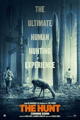 THE
ULTIMATE
HUMAN
HUNTING
EXPERIENCE
THE HUNT